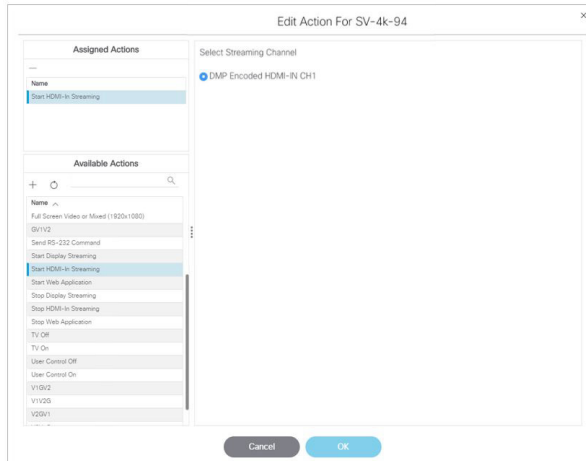 Edit Action For SV-4k-94
Assigned Actions
Name
Start HDMI-In Streaming
Available Actions
Name
Full Screen Video or Mixed (1920x1080)
GV1V2
Send RS-232 Command
Start Display Streaming
Start HDMI-In Streaming
Start Web Application
Stop Display Streaming
Stop HDMI-In Streaming
Stop Web Application
TV Off
TV On
User Control Off
User Control On
V1GV2
V1V2G
V2GV1
Select Streaming Channel
DMP Encoded HDMI-IN CH1
Cancel
OK